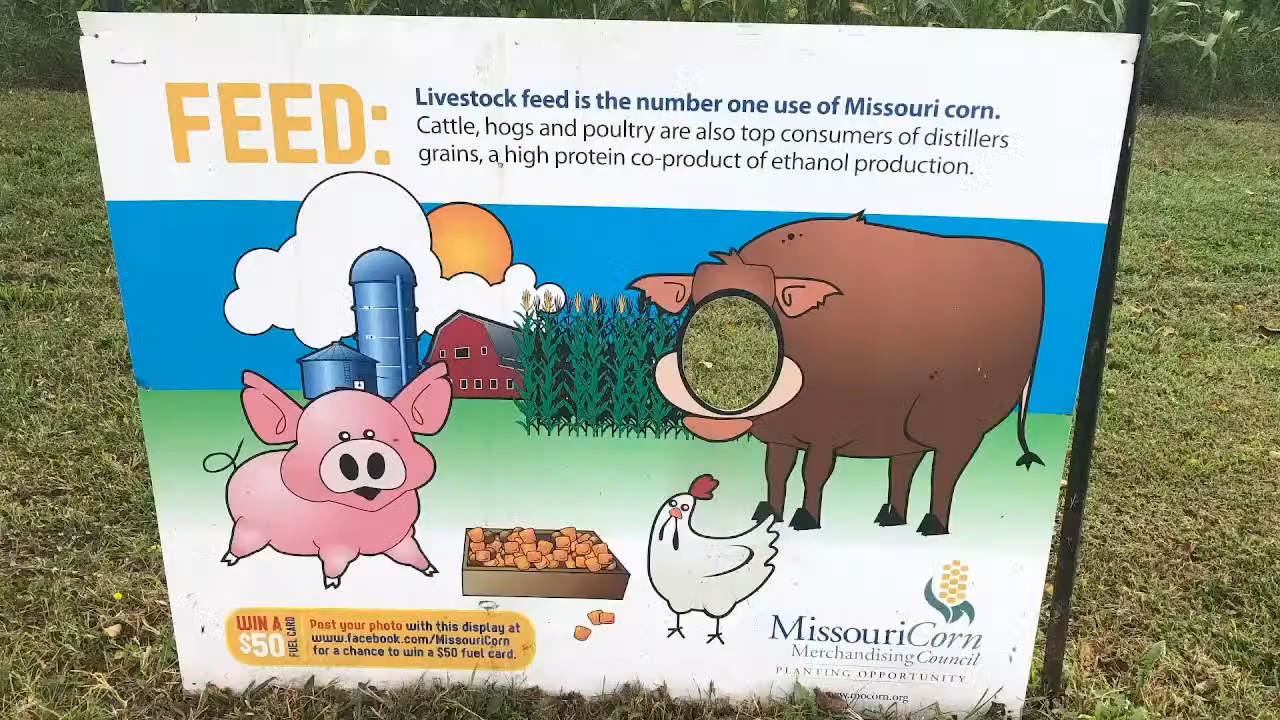 FEED:
Livestock feed is the number one use of Missouri corn.
Cattle, hogs and poultry are also top consumers of distillers
grains, a high protein co-product of ethanol production.
WIN A
$50
FUEL CARD
Post your photo with this display at
www.facebook.com/MissouriCorn
for a chance to win a $50 fuel card.
MissouriCorn
Merchandising Council
PLANTING OPPORTUNITY
www.mocorn.org